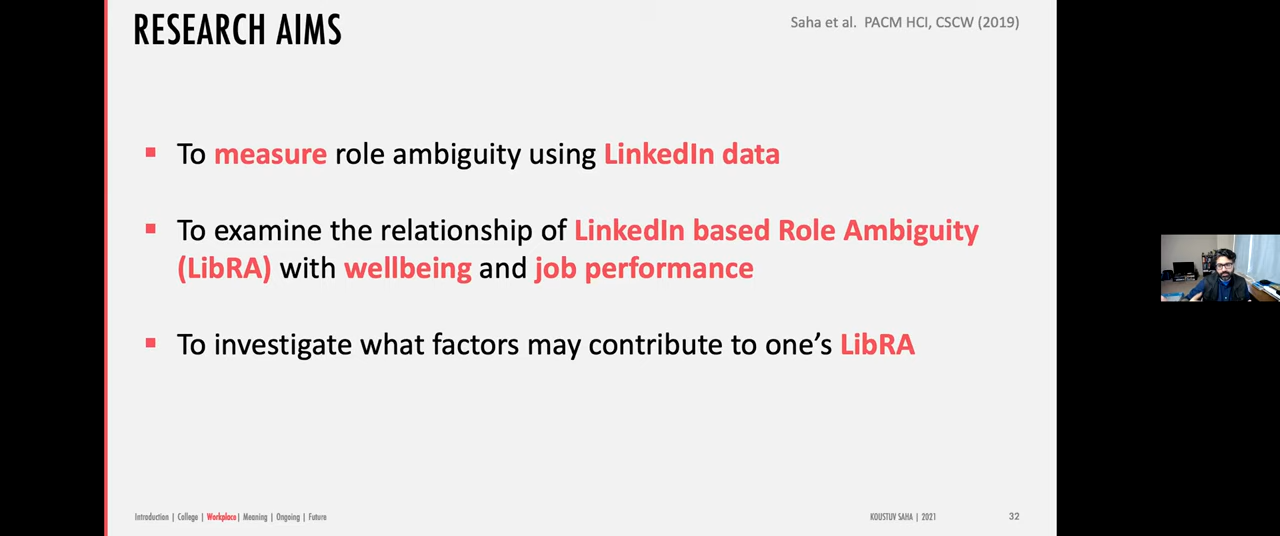 RESEARCH AIMS
Saha et al. PACM HCI, CSCW (2019)
To measure role ambiguity using LinkedIn data
To examine the relationship of LinkedIn based Role Ambiguity
(LibRA) with wellbeing and job performance
To investigate what factors may contribute to one’s LibRA
Introduction | College | Workplace | Meaning | Ongoing | Future
KOUSTUV SAHA | 2021
32